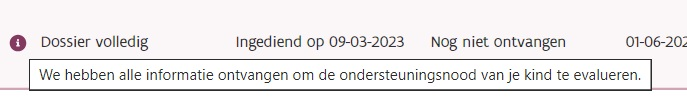 Dossier volledig Ingediend op 09-03-2023 Nog niet ontvangen 01-06-202
We hebben alle informatie ontvangen om de ondersteuningsnood van je kind te evalueren.